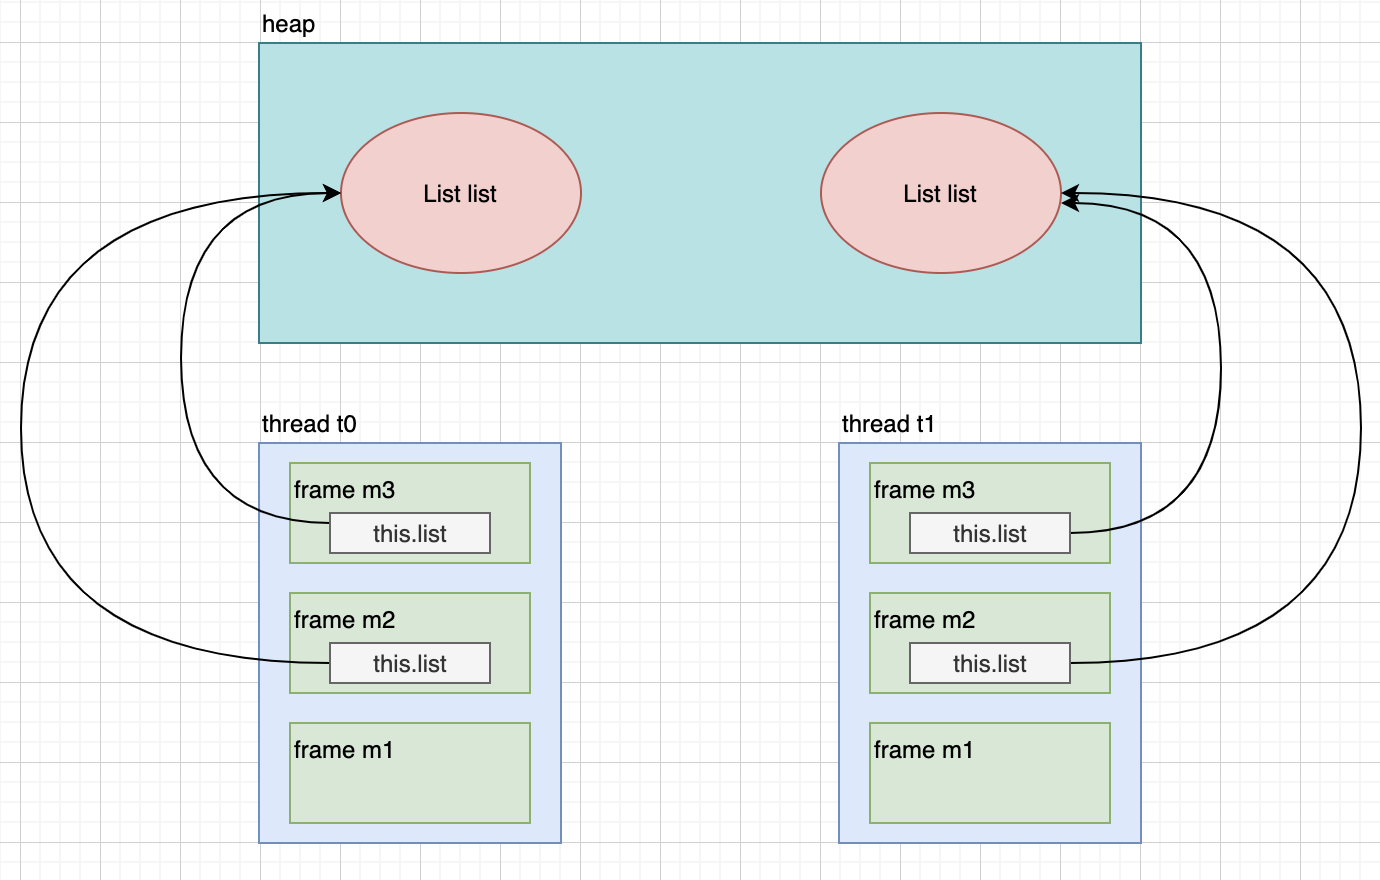 heap
List list
List list
thread t0
frame m3
this.list
frame m2
this.list
frame m1
thread t1
frame m3
this.list
frame m2
this.list
frame m1